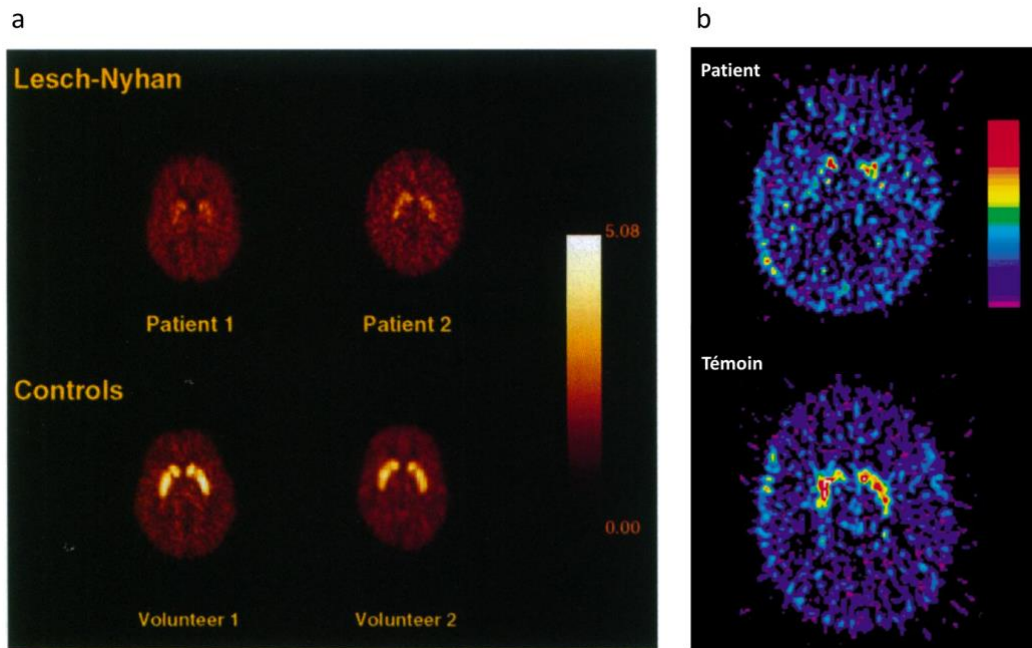 a
Lesch-Nyhan
Patient 1
Patient 2
5.08
0.00
Controls
Volunteer 1
Volunteer 2
b
Patient
Témoin